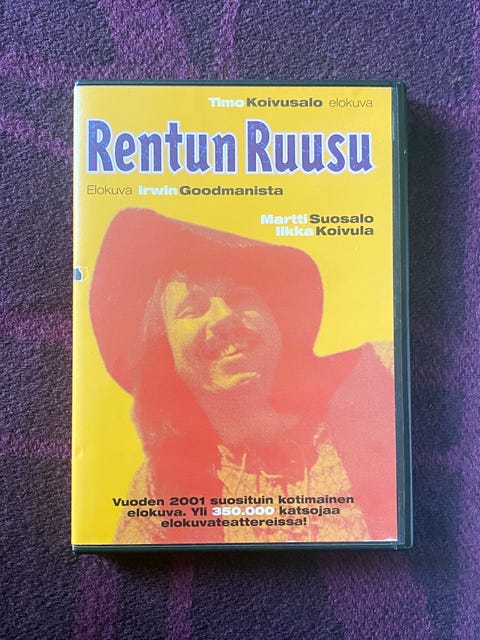 Timo Koivusalo elokuva
Rentun Ruusu
Elokuva Irwin Goodmanista
Martti Suosalo
Ilkka Koivula
Vuoden 2001 suosituin kotimainen
elokuva. Yli 350.000 katsojaa
elokuvateattereissa!